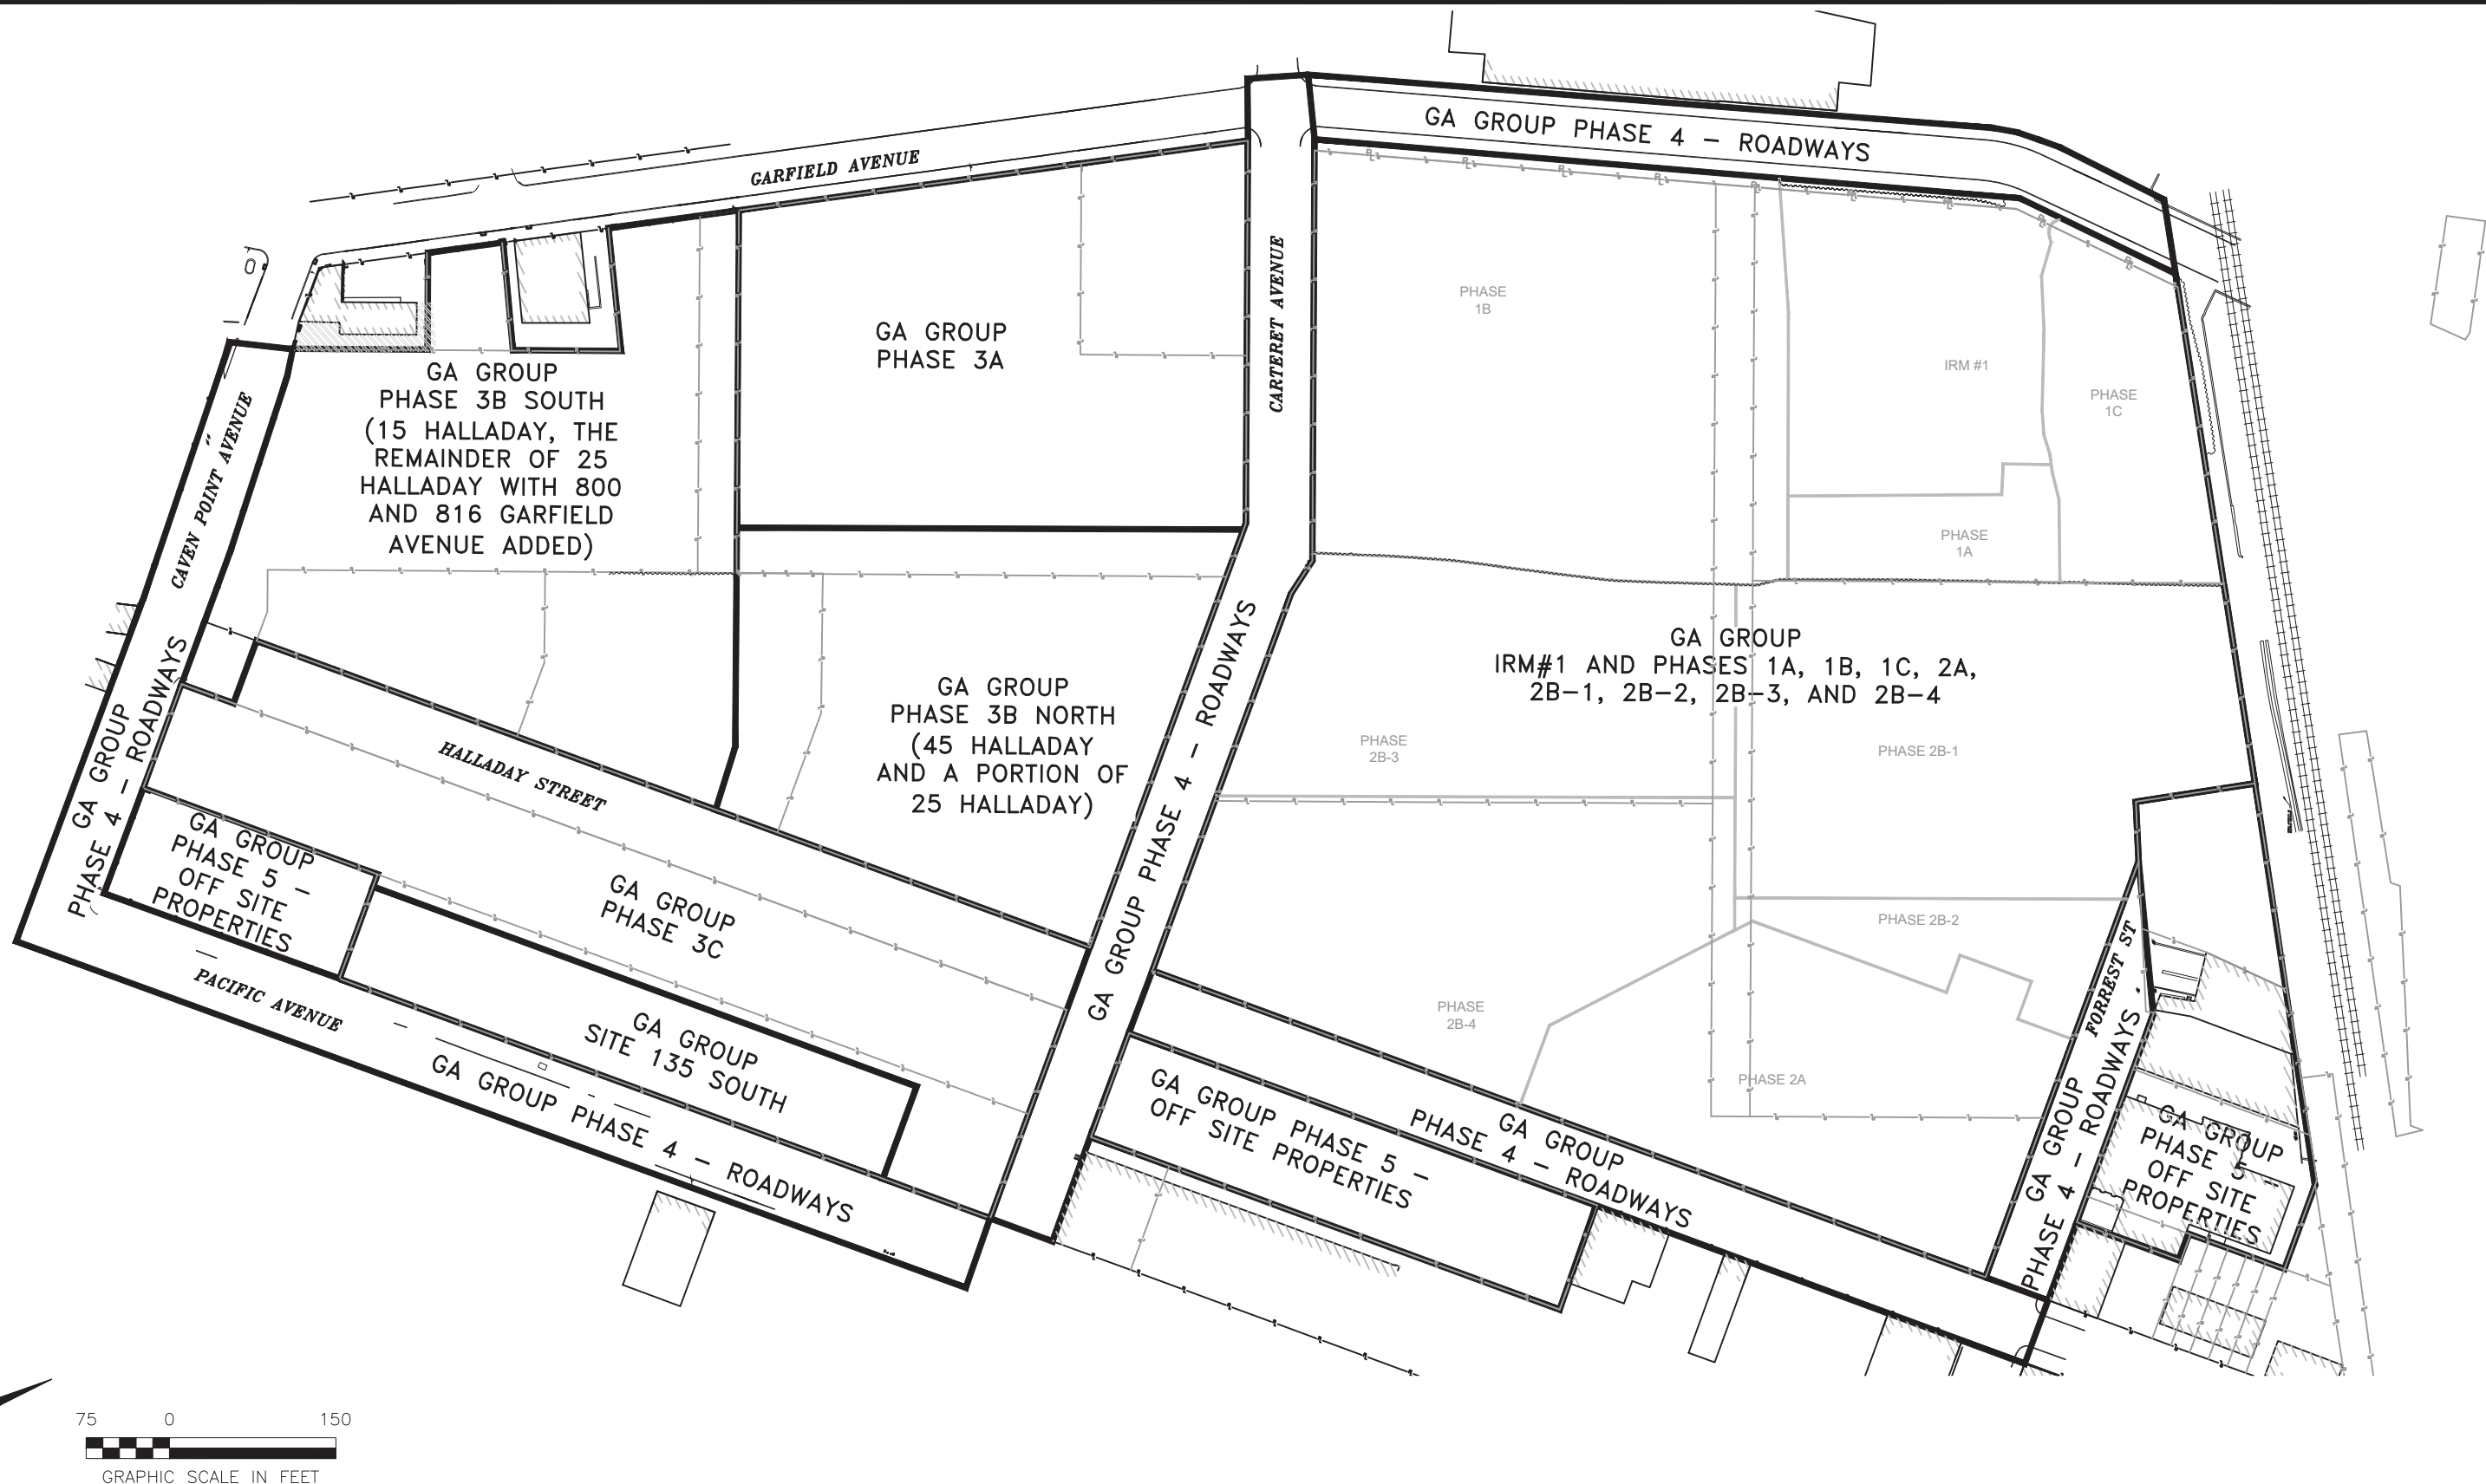 GA GROUP PHASE 4 – ROADWAYS
GARFIELD AVENUE
CARTERET AVENUE
PHASE
1B
GA GROUP
PHASE 3A
IRM #1
PHASE
1C
GA GROUP
PHASE 3B SOUTH
(15 HALLADAY, THE
REMAINDER OF 25
HALLADAY WITH 800
AND 816 GARFIELD
AVENUE ADDED)
CAVEN POINT AVENUE
PHASE
1A
GA GROUP
IRM#1 AND PHASES 1A, 1B, 1C, 2A,
2B–1, 2B–2, 2B–3, AND 2B–4
GA GROUP
PHASE 3B NORTH
(45 HALLADAY
AND A PORTION OF
25 HALLADAY)
GA GROUP PHASE 4 – ROADWAYS
PHASE
2B-3
PHASE 2B-1
GA GROUP
PHASE 4 – ROADWAYS
HALLADAY STREET
GA GROUP
PHASE 5 –
OFF SITE
PROPERTIES
GA GROUP
PHASE 3C
PHASE 2B-2
FORREST ST
PACIFIC AVENUE
GA GROUP
SITE 135 SOUTH
PHASE
2B-4
PHASE 2A
GA GROUP PHASE 4 – ROADWAYS
GA GROUP PHASE 5 –
OFF SITE PROPERTIES
GA GROUP
PHASE 4 – ROADWAYS
GA GROUP
PHASE 4 – ROADWAYS
GA GROUP
PHASE 5 –
OFF SITE
PROPERTIES
75 0 150
GRAPHIC SCALE IN FEET